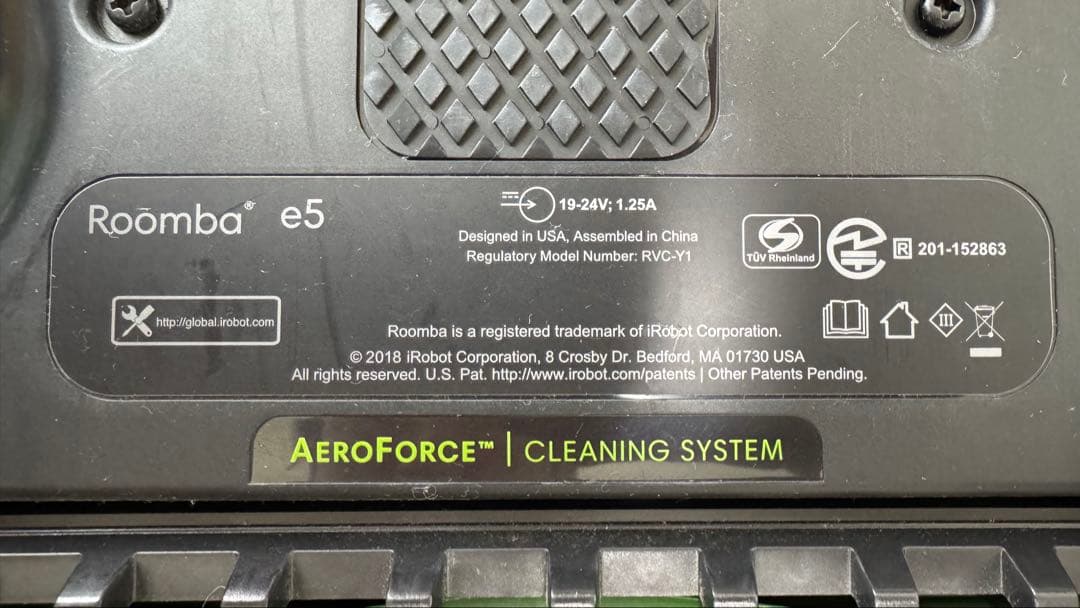 Roomba® e5
19-24V; 1.25A
Designed in USA, Assembled in China
Regulatory Model Number: RVC-Y1
TÜV Rheinland
R 201-152863
http://global.irobot.com
III
Roomba is a registered trademark of iRobot Corporation.
© 2018 iRobot Corporation, 8 Crosby Dr. Bedford, MA 01730 USA
All rights reserved. U.S. Pat. http://www.irobot.com/patents | Other Patents Pending.
AEROFORCE™ | CLEANING SYSTEM